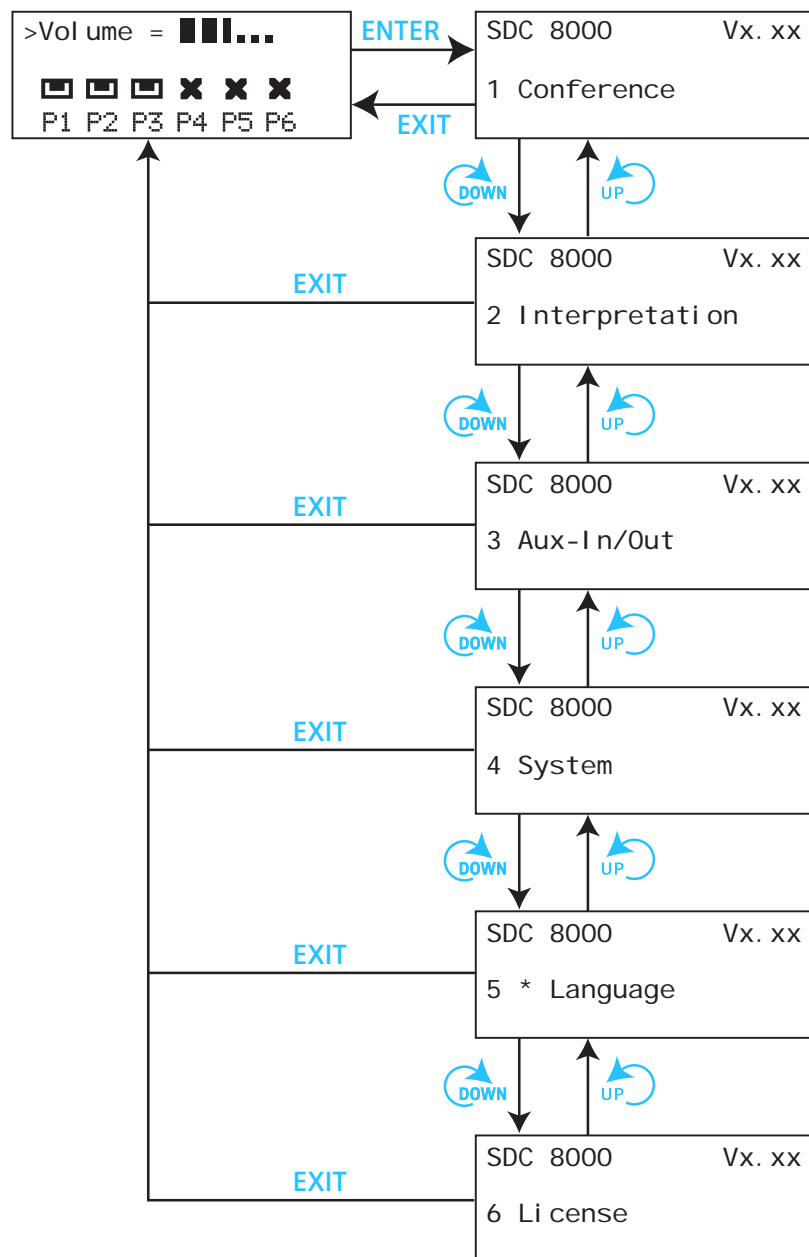 >Volume =
P1 P2 P3 P4 P5 P6
ENTER
EXIT
SDC 8000 Vx.xx
1 Conference
DOWN
UP
SDC 8000 Vx.xx
2 Interpretation
EXIT
DOWN
UP
SDC 8000 Vx.xx
3 Aux-In/Out
EXIT
DOWN
UP
SDC 8000 Vx.xx
4 System
EXIT
DOWN
UP
SDC 8000 Vx.xx
5 * Language
EXIT
DOWN
UP
SDC 8000 Vx.xx
6 License
EXIT